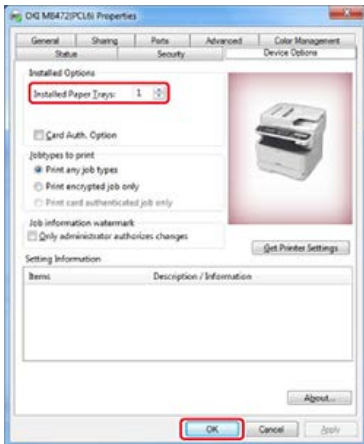 OKI MB472(PCL6) Properties
General Sharing Ports Advanced Color Management
Status Security Device Options
Installed Options
Installed Paper Trays: 1
Card Auth. Option
Jobtypes to print
Print any job types
Print encrypted job only
Print card authenticated job only
Job information watermark
Only administrator authorizes changes
Get Printer Settings
Setting Information
Items Description / Information
About...
OK Cancel Apply